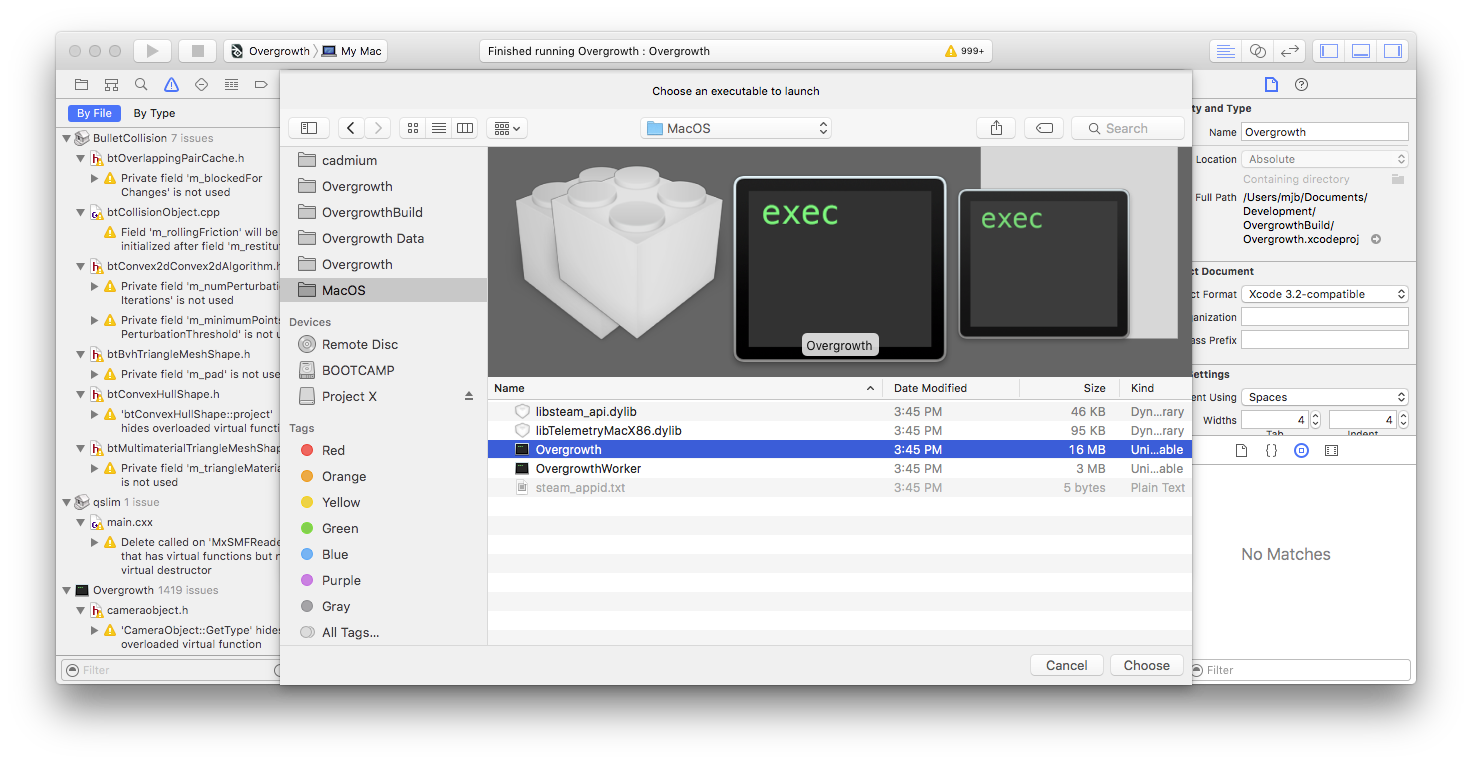 Overgrowth
My Mac
Finished running Overgrowth : Overgrowth
999+
By File
By Type
BulletCollision 7 issues
btOverlappingPairCache.h
Private field 'm_blockedFor
Changes' is not used
btCollisionObject.cpp
Field 'm_rollingFriction' will be
initialized after field 'm_restitut
btConvex2dConvex2dAlgorithm.h
Private field 'm_numPerturbatio
Iterations' is not used
Private field 'm_minimumPoints
PerturbationThreshold' is not u
btBvhTriangleMeshShape.h
Private field 'm_pad' is not use
btConvexHullShape.h
'btConvexHullShape::project'
hides overloaded virtual functi
btMultimaterialTriangleMeshShap
Private field 'm_triangleMateria
is not used
qslim 1 issue
main.cxx
Delete called on 'MxSMFReade
that has virtual functions but n
virtual destructor
Overgrowth 1419 issues
cameraobject.h
'CameraObject::GetType' hides
overloaded virtual function
Filter
Choose an executable to launch
MacOS
Search
cadmium
Overgrowth
OvergrowthBuild
Overgrowth Data
Overgrowth
MacOS
Devices
Remote Disc
BOOTCAMP
Project X
Tags
Red
Orange
Yellow
Green
Blue
Purple
Gray
All Tags...
exec
exec
Overgrowth
Name Date Modified Size Kind
libsteam_api.dylib 3:45 PM 46 KB Dyn...rary
libTelemetryMacX86.dylib 3:45 PM 95 KB Dyn...rary
Overgrowth 3:45 PM 16 MB Uni...able
OvergrowthWorker 3:45 PM 3 MB Uni...able
steam_appid.txt 3:45 PM 5 bytes Plain Text
Cancel
Choose
ty and Type
Name Overgrowth
Location Absolute
Containing directory
Full Path /Users/mjb/Documents/
Development/
OvergrowthBuild/
Overgrowth.xcodeproj
ct Document
ct Format Xcode 3.2-compatible
ganization
ass Prefix
ettings
ent Using Spaces
Widths 4 4
Tab Indent
No Matches
Filter